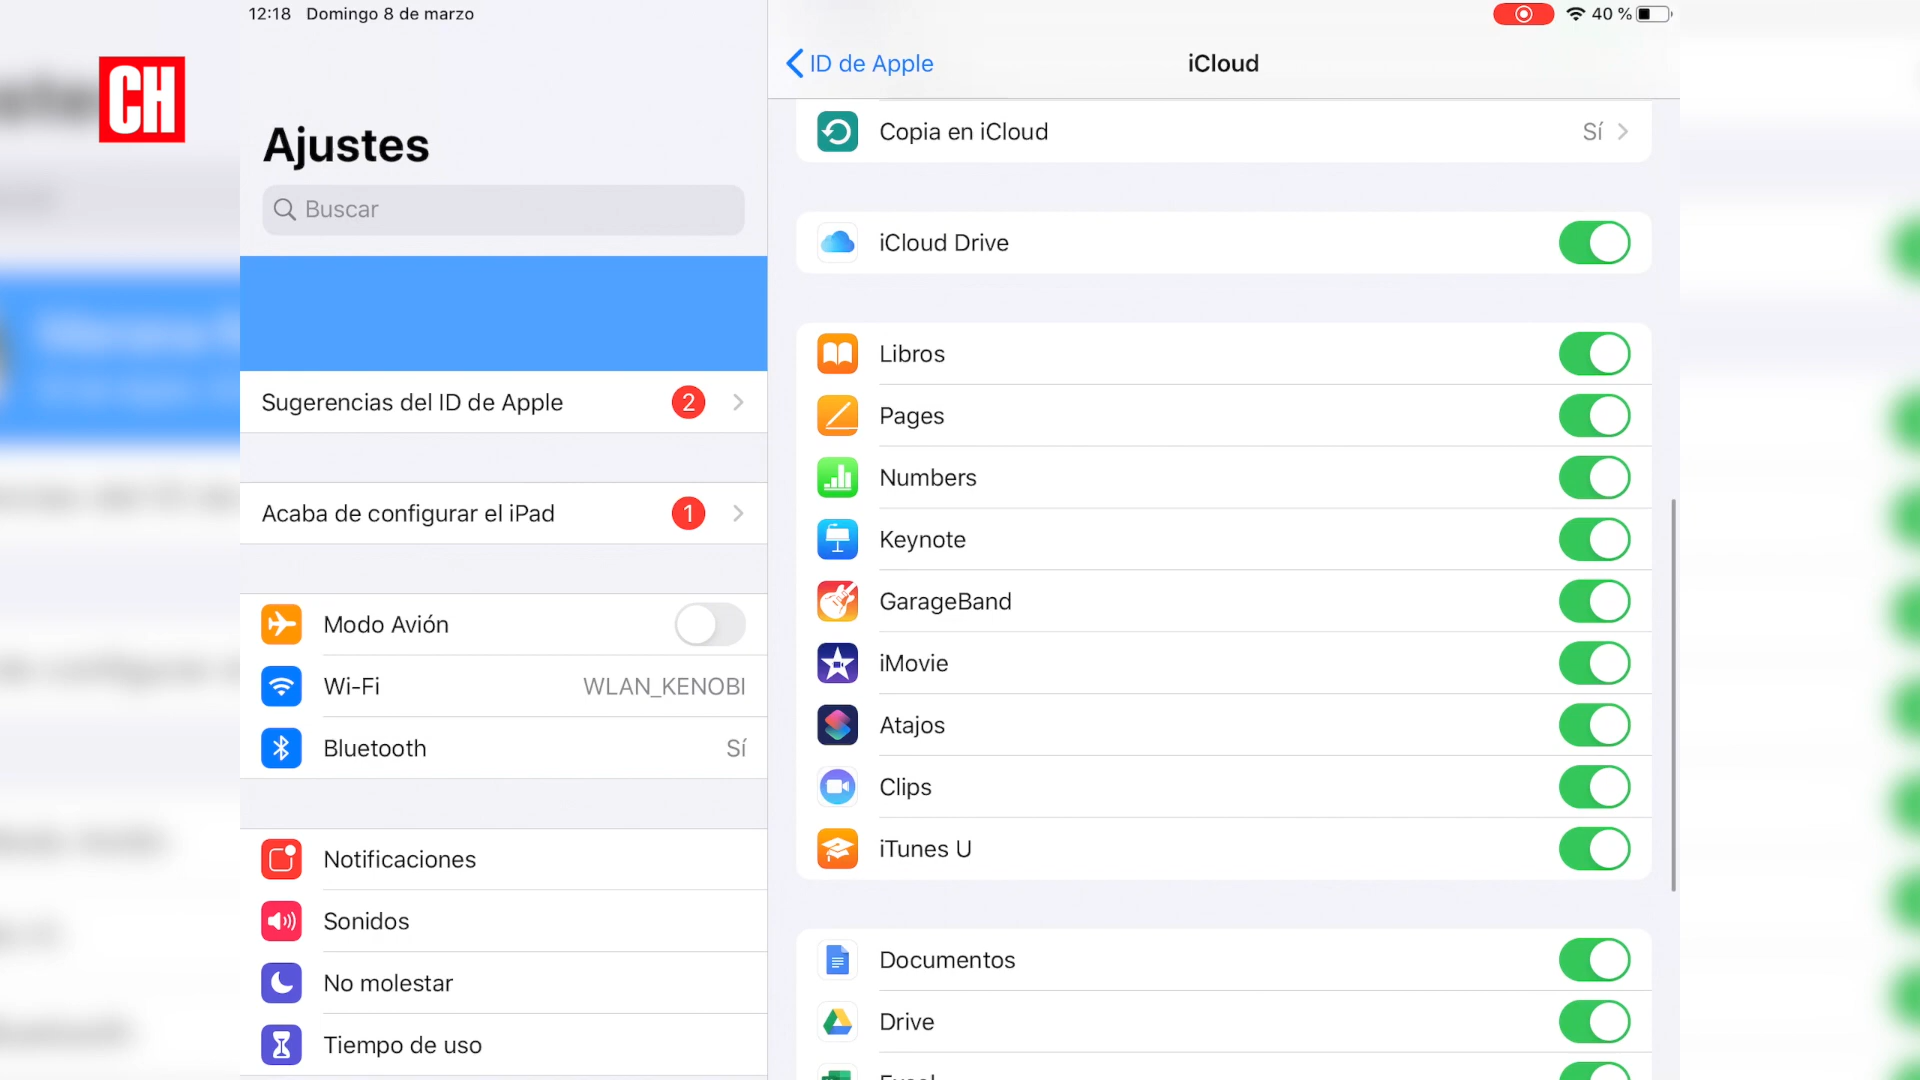 12:18 Domingo 8 de marzo
40 %
CH
Ajustes
Buscar
Sugerencias del ID de Apple 2
Acaba de configurar el iPad 1
Modo Avión
Wi-Fi WLAN_KENOBI
Bluetooth Sí
Notificaciones
Sonidos
No molestar
Tiempo de uso
ID de Apple
iCloud
Copia en iCloud Sí
iCloud Drive
Libros
Pages
Numbers
Keynote
GarageBand
iMovie
Atajos
Clips
iTunes U
Documentos
Drive